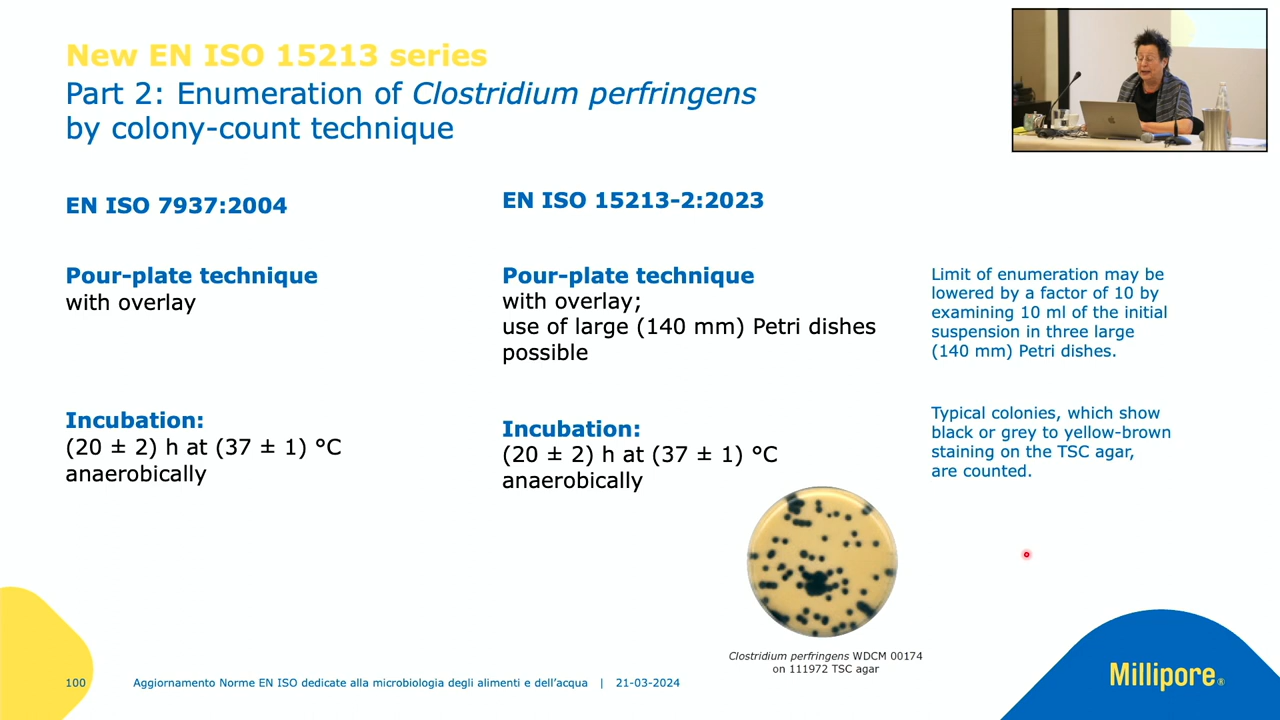 New EN ISO 15213 series
Part 2: Enumeration of Clostridium perfringens
by colony-count technique
EN ISO 7937:2004
Pour-plate technique
with overlay
Incubation:
(20 ± 2) h at (37 ± 1) °C
anaerobically
EN ISO 15213-2:2023
Pour-plate technique
with overlay;
use of large (140 mm) Petri dishes
possible
Incubation:
(20 ± 2) h at (37 ± 1) °C
anaerobically
Limit of enumeration may be
lowered by a factor of 10 by
examining 10 ml of the initial
suspension in three large
(140 mm) Petri dishes.
Typical colonies, which show
black or grey to yellow-brown
staining on the TSC agar,
are counted.
Clostridium perfringens WDCM 00174
on 111972 TSC agar
100 Aggiornamento Norme EN ISO dedicate alla microbiologia degli alimenti e dell’acqua | 21-03-2024
Millipore®